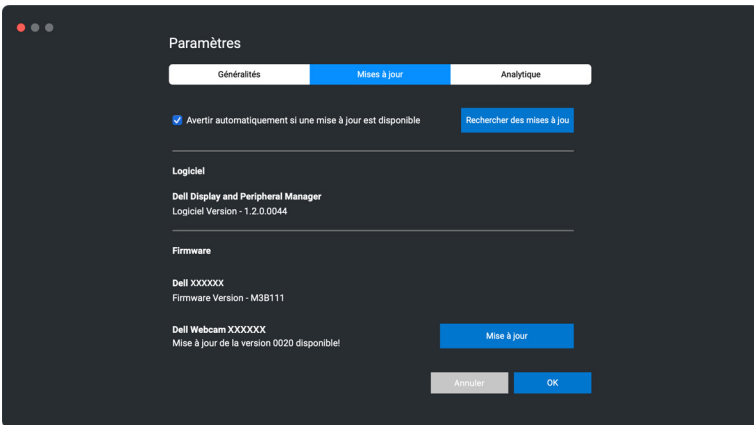 Paramètres
Généralités
Mises à jour
Analytique
Avertir automatiquement si une mise à jour est disponible
Rechercher des mises à jou
Logiciel
Dell Display and Peripheral Manager
Logiciel Version - 1.2.0.0044
Firmware
Dell XXXXXX
Firmware Version - M3B111
Dell Webcam XXXXXX
Mise à jour de la version 0020 disponible!
Mise à jour
Annuler
OK